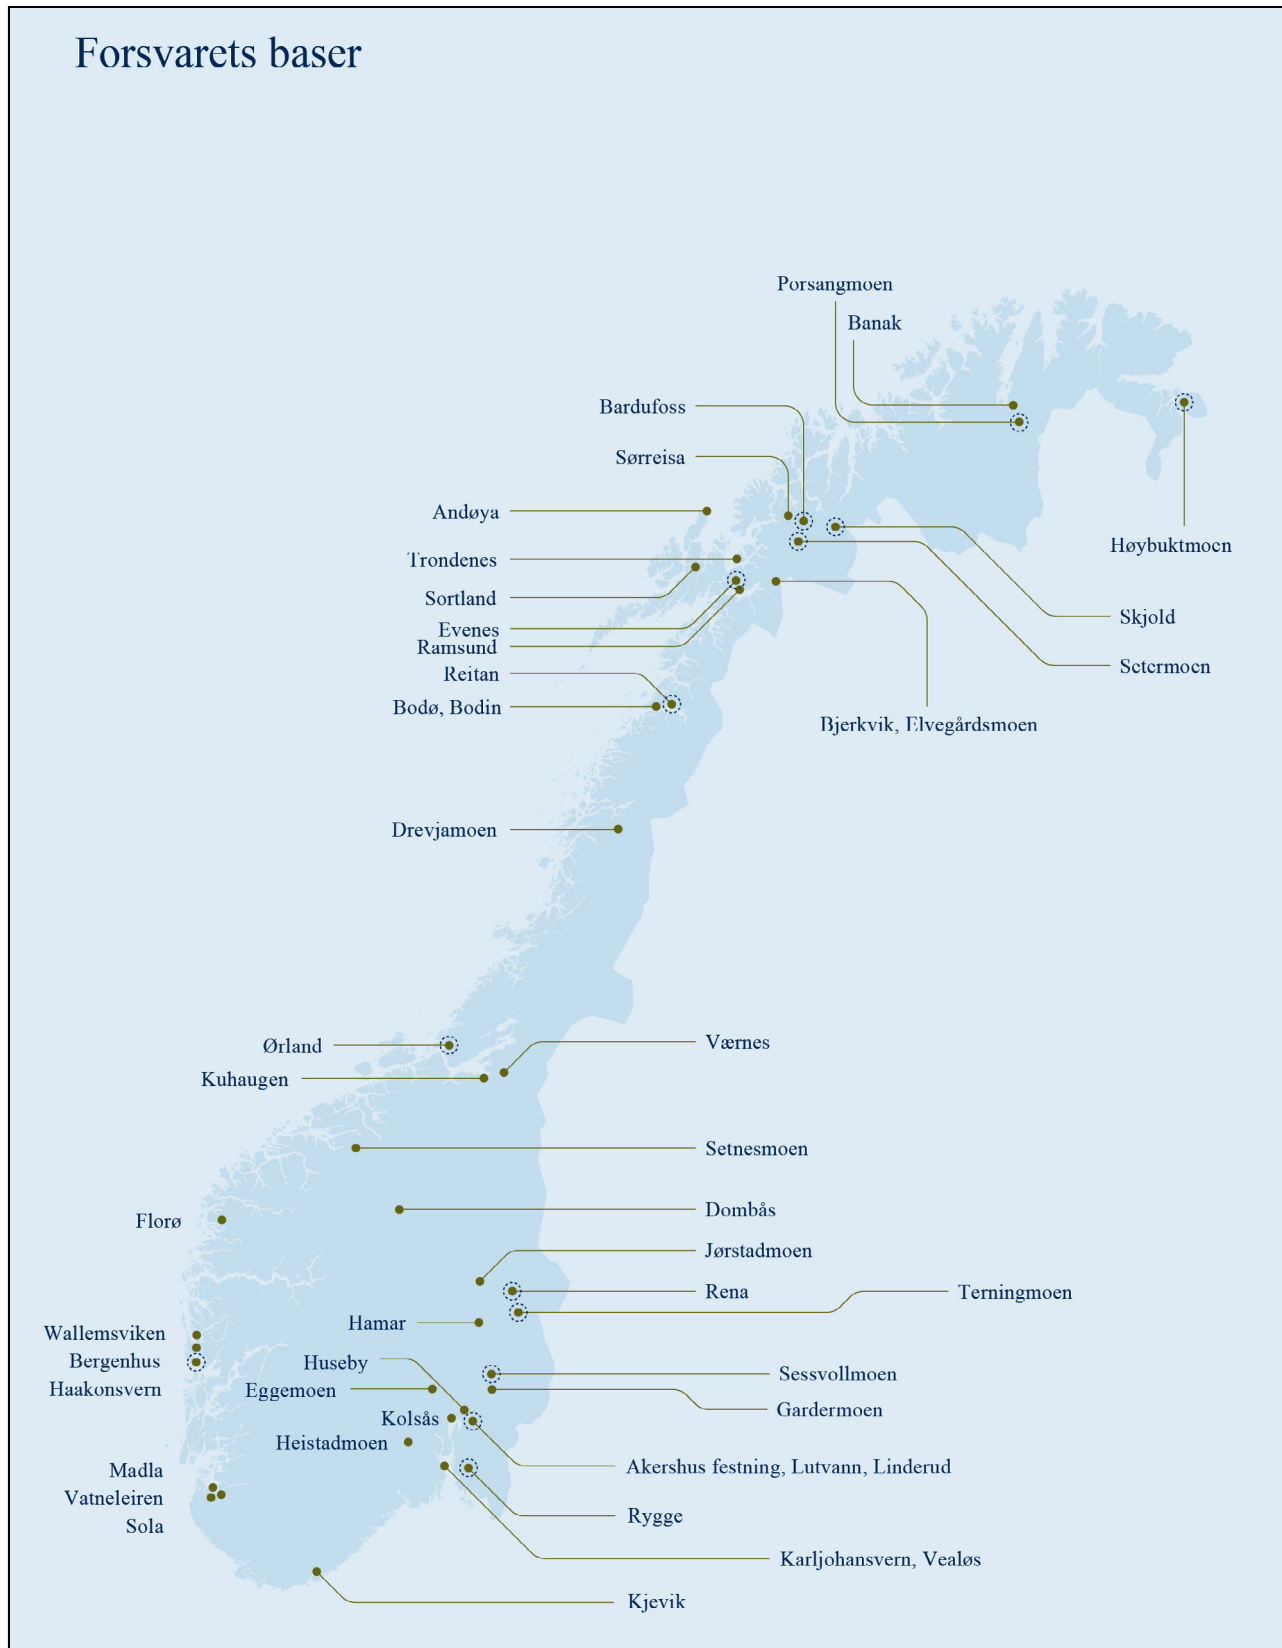 Forsvarets baser
Porsangmoen
Banak
Bardufoss
Sørreisa
Andøya
Høybuktmoen
Trondenes
Sortland
Skjold
Evenes
Ramsund
Setermoen
Reitan
Bodø, Bodin
Bjerkvik, Elvegårdsmoen
Drevjamoen
Værnes
Ørland
Kuhaugen
Setnesmoen
Dombås
Florø
Jørstadmoen
Rena
Terningmoen
Hamar
Wallemsviken
Bergenhus
Huseby
Sessvollmoen
Haakonsvern
Eggemoen
Gardermoen
Kolsås
Heistadmoen
Akershus festning, Lutvann, Linderud
Madla
Vatneleiren
Rygge
Sola
Karljohansvern, Vealøs
Kjevik